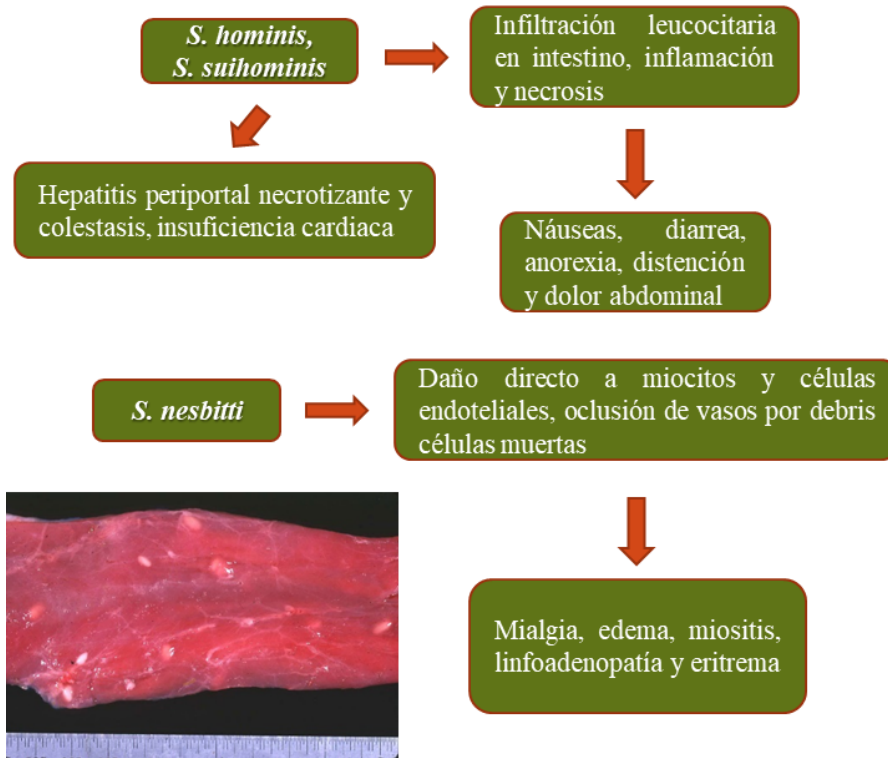 S. hominis,
S. suihominis
Infiltración leucocitaria
en intestino, inflamación
y necrosis
Hepatitis periportal necrotizante y
colestasis, insuficiencia cardiaca
Náuseas, diarrea,
anorexia, distención
y dolor abdominal
S. nesbitti
Daño directo a miocitos y células
endoteliales, oclusión de vasos por debris
células muertas
Mialgia, edema, miositis,
linfoadenopatía y eritrema